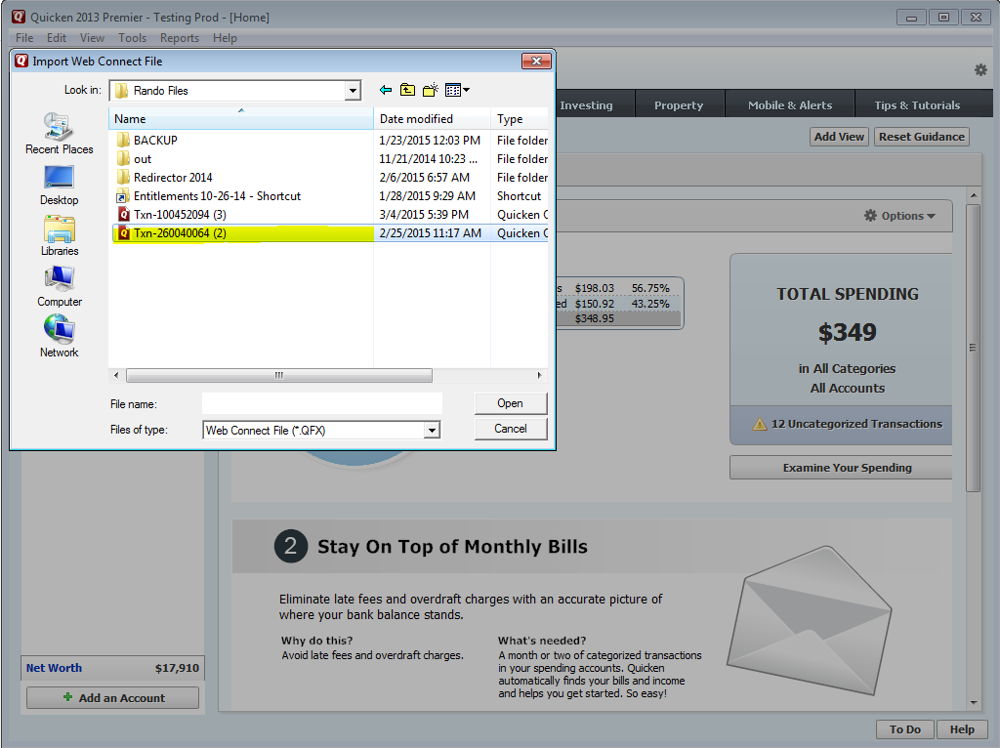 Quicken 2013 Premier - Testing Prod - [Home]
File Edit View Tools Reports Help
Import Web Connect File
Look in: Rando Files
Investing Property Mobile & Alerts Tips & Tutorials
Name Date modified Type
Add View Reset Guidance
BACKUP 1/23/2015 12:03 PM File folder
out 11/21/2014 10:23 ... File folder
Redirector 2014 2/6/2015 6:57 AM File folder
Entitlements 10-26-14 - Shortcut 1/28/2015 9:29 AM Shortcut
Txn-100452094 (3) 3/4/2015 5:39 PM Quicken
Txn-260040064 (2) 2/25/2015 11:17 AM Quicken
Recent Places
Desktop
Libraries
Computer
Network
File name:
Open
Files of type: Web Connect File (*.QFX)
Cancel
Options
s $198.03 56.75%
ed $150.92 43.25%
$348.95
TOTAL SPENDING
$349
in All Categories
All Accounts
12 Uncategorized Transactions
Examine Your Spending
2 Stay On Top of Monthly Bills
Eliminate late fees and overdraft charges with an accurate picture of
where your bank balance stands.
Why do this?
Avoid late fees and overdraft charges.
What's needed?
A month or two of categorized transactions
in your spending accounts. Quicken
automatically finds your bills and income
and helps you get started. So easy!
Net Worth $17,910
Add an Account
To Do Help